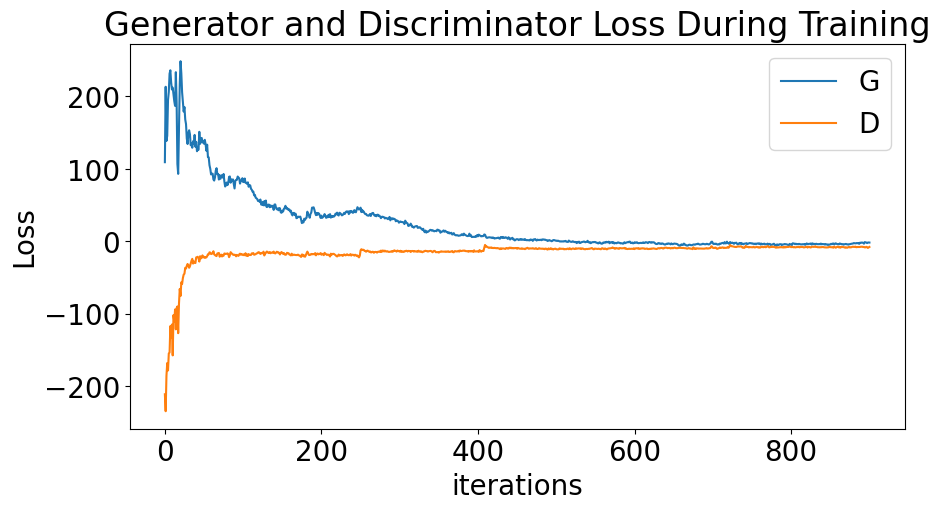 Generator and Discriminator Loss During Training
G
D
200
100
0
−100
−200
Loss
0 200 400 600 800
iterations